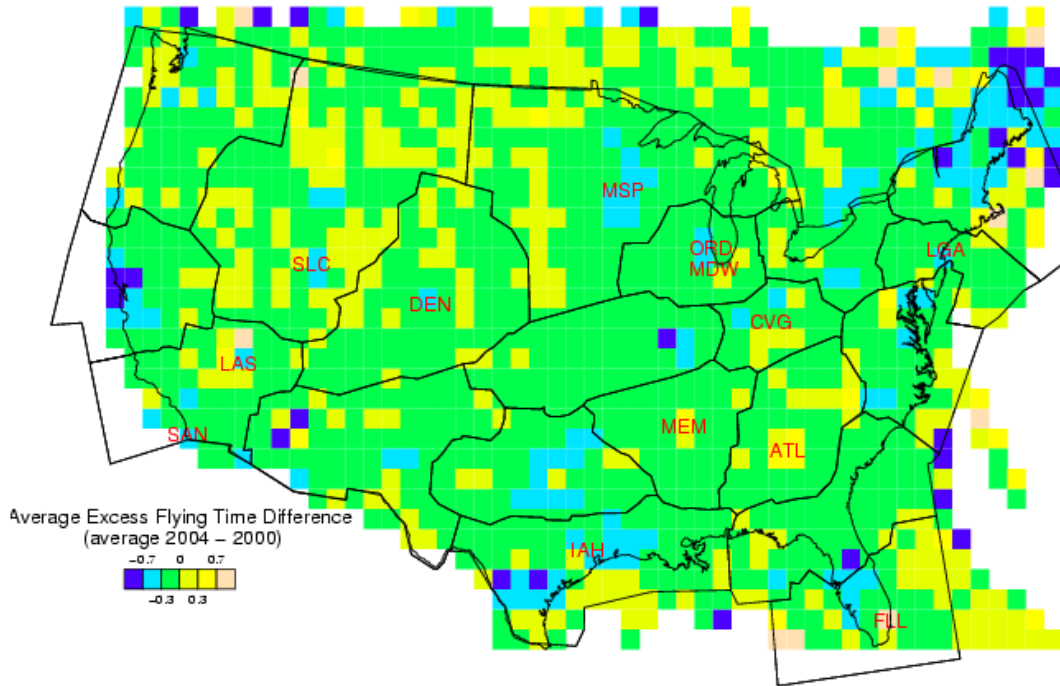 MSP
ORD
MDW
LGA
SLC
DEN
CVG
LAS
MEM
SAN
ATL
Average Excess Flying Time Difference
(average 2004 – 2000)
IAH
−0.7 0 0.7
−0.3 0.3
FLL